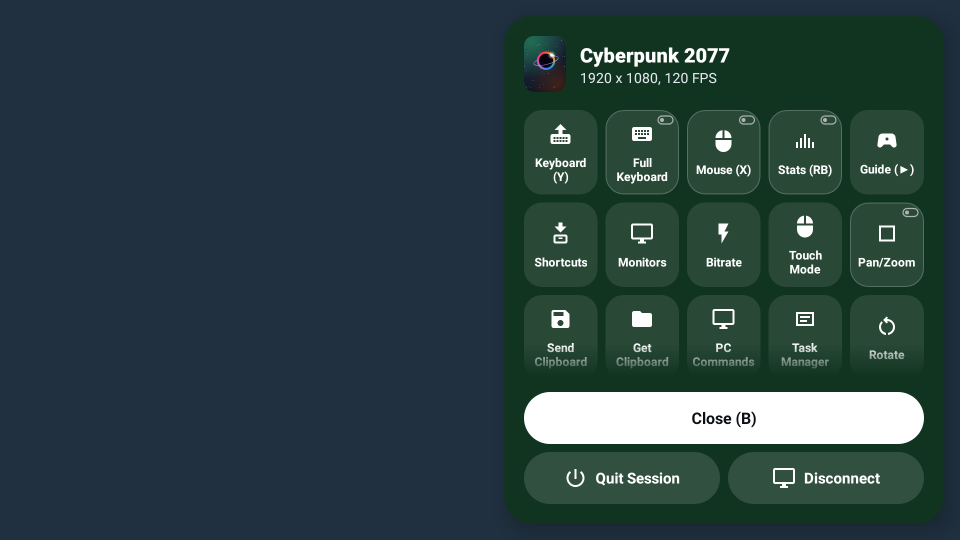 Cyberpunk 2077
1920 x 1080, 120 FPS
Keyboard
(Y)
Full
Keyboard
Mouse (X)
Stats (RB)
Guide (►)
Shortcuts
Monitors
Bitrate
Touch
Mode
Pan/Zoom
Send
Clipboard
Get
Clipboard
PC
Commands
Task
Manager
Rotate
Close (B)
Quit Session
Disconnect